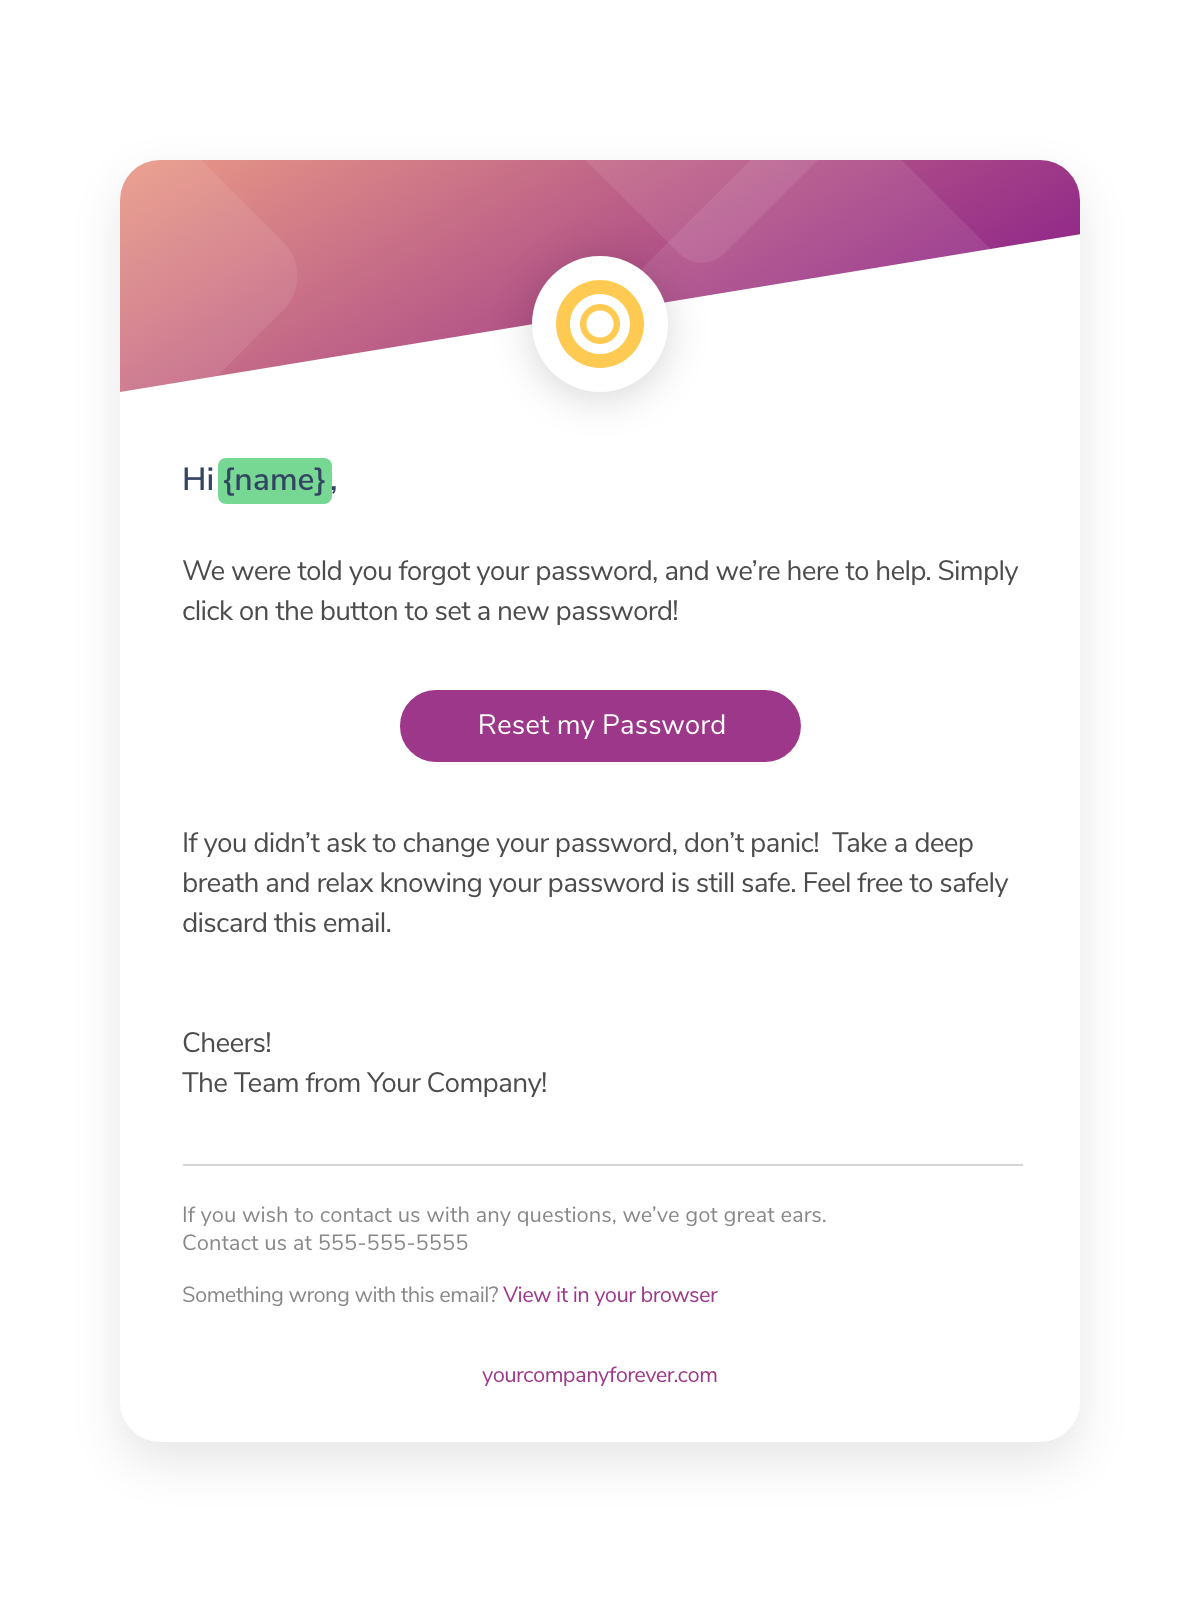 Hi {name},
We were told you forgot your password, and we’re here to help. Simply
click on the button to set a new password!
Reset my Password
If you didn’t ask to change your password, don’t panic!  Take a deep
breath and relax knowing your password is still safe. Feel free to safely
discard this email.
Cheers!
The Team from Your Company!
If you wish to contact us with any questions, we’ve got great ears.
Contact us at 555-555-5555
Something wrong with this email? View it in your browser
yourcompanyforever.com